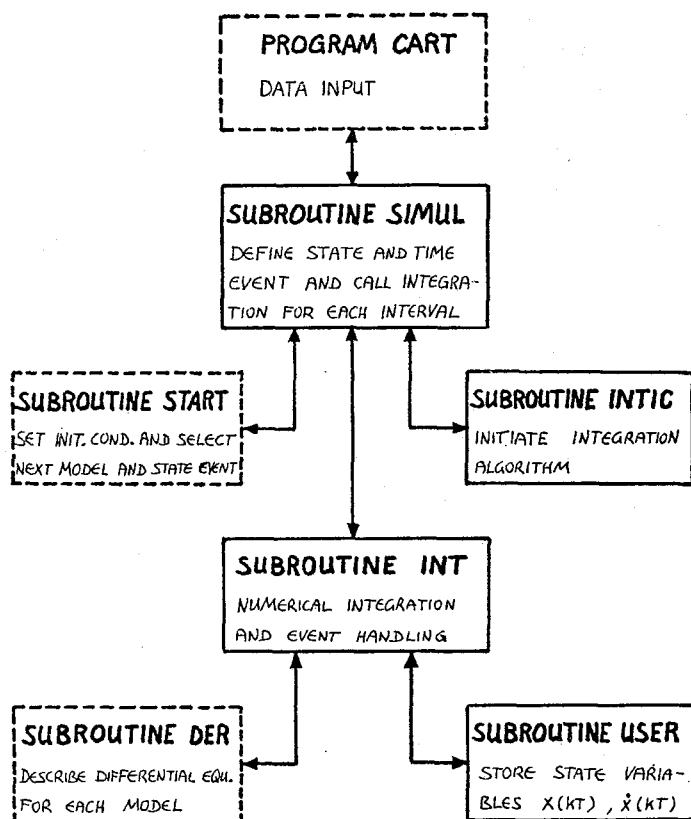 PROGRAM CART
DATA INPUT
SUBROUTINE SIMUL
DEFINE STATE AND TIME
EVENT AND CALL INTEGRA-
TION FOR EACH INTERVAL
SUBROUTINE START
SET INIT. COND. AND SELECT
NEXT MODEL AND STATE EVENT
SUBROUTINE INTIC
INITIATE INTEGRATION
ALGORITHM
SUBROUTINE INT
NUMERICAL INTEGRATION
AND EVENT HANDLING
SUBROUTINE DER
DESCRIBE DIFFERENTIAL EQU.
FOR EACH MODEL
SUBROUTINE USER
STORE STATE VARIA-
BLES X(KT) , Ẋ(KT)